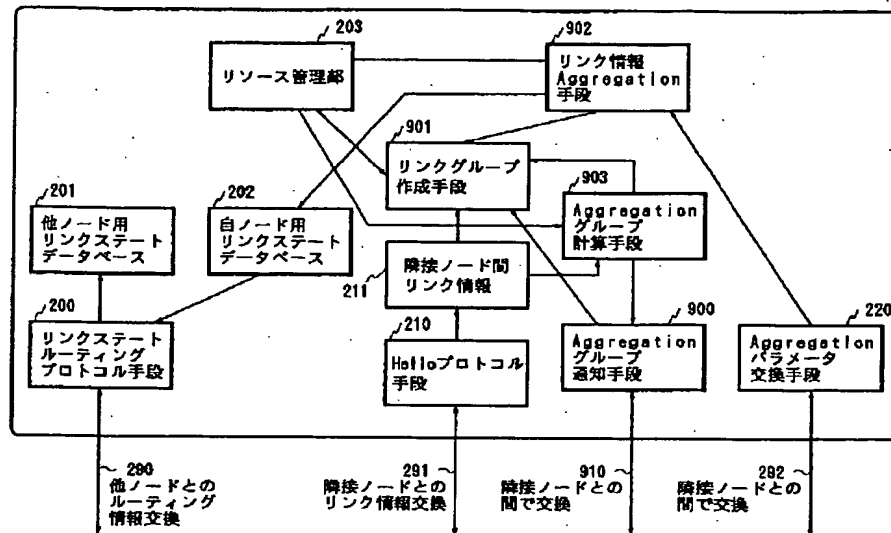 203
リソース管理部
902
リンク情報
Aggregation
手段
901
リンクグループ
作成手段
903
Aggregation
グループ
計算手段
201
他ノード用
リンクステート
データベース
202
自ノード用
リンクステート
データベース
211
隣接ノード間
リンク情報
200
リンクステート
ルーティング
プロトコル手段
210
Helloプロトコル
手段
900
Aggregation
グループ
通知手段
220
Aggregation
パラメータ
交換手段
290
他ノードとの
ルーティング
情報交換
291
隣接ノードとの
リンク情報交換
910
隣接ノードとの
間で交換
292
隣接ノードとの
間で交換